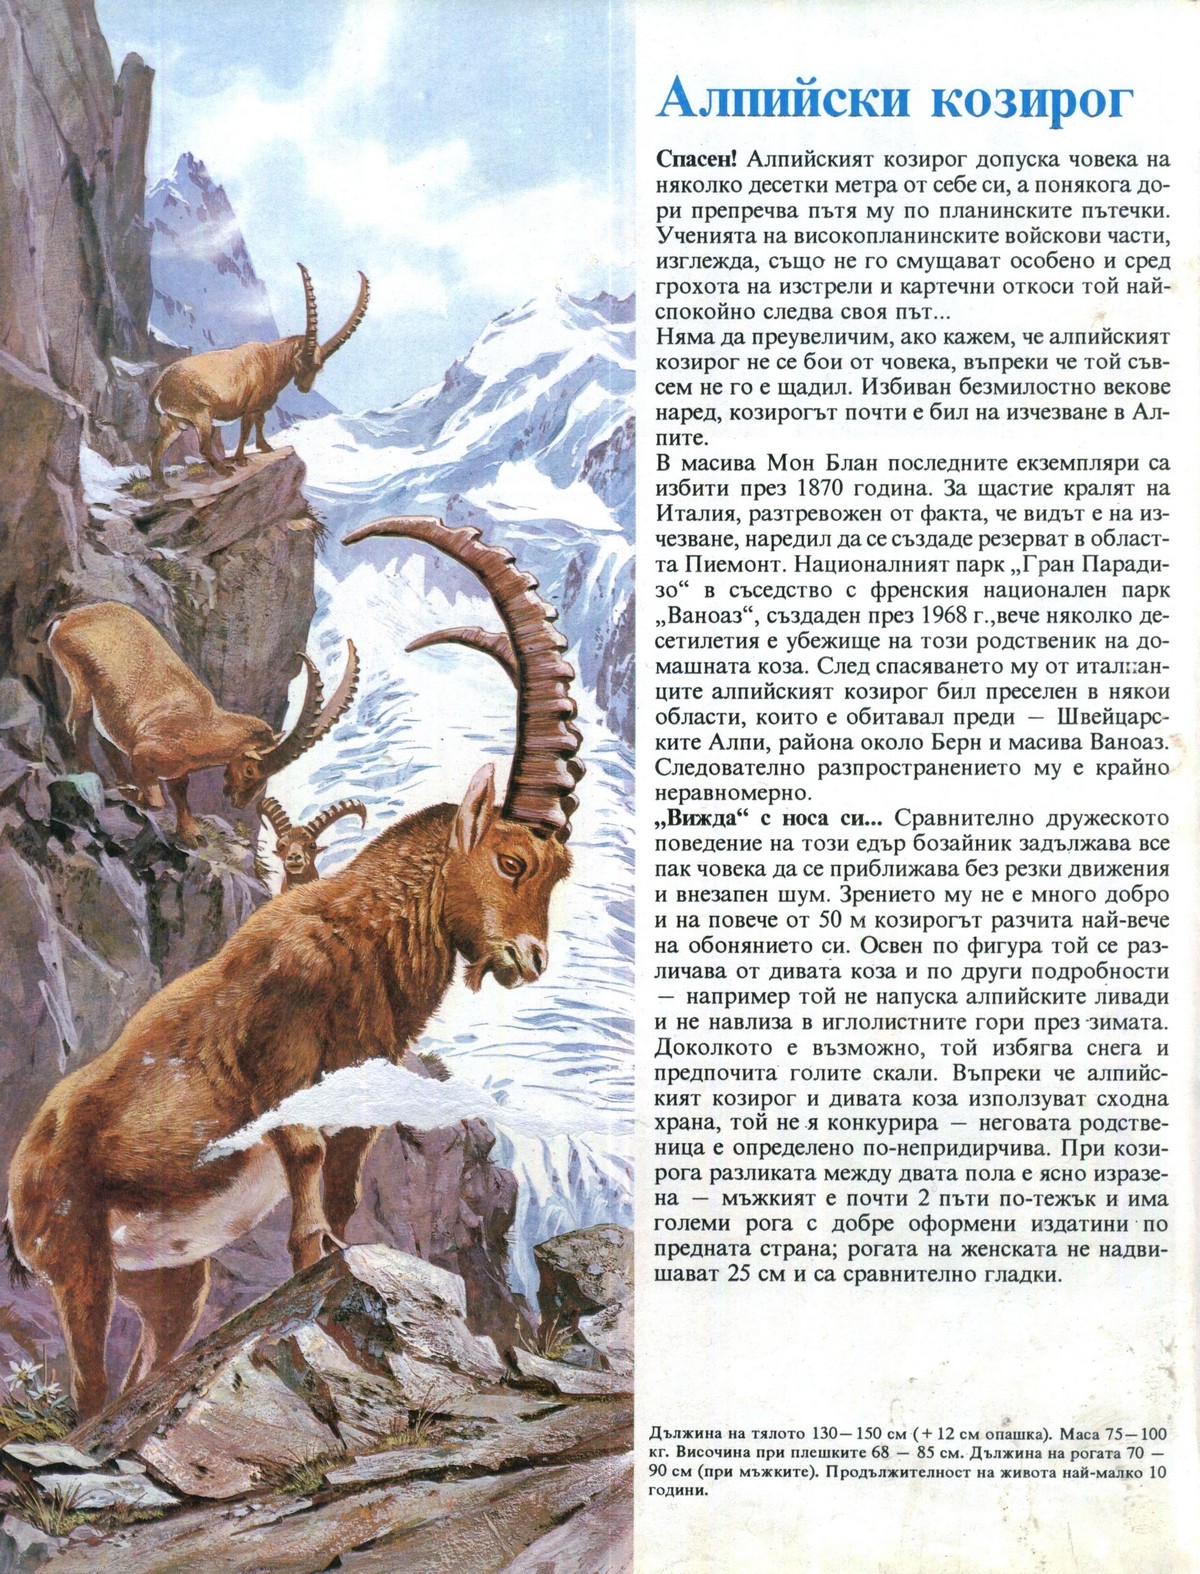 Алпийски козирог
Спасен! Алпийският козирог допуска човека на
няколко десетки метра от себе си, а понякога до-
ри препречва пътя му по планинските пътечки.
Ученията на високопланинските войскови части,
изглежда, също не го смущават особено и сред
грохота на изстрели и картечни откоси той най-
спокойно следва своя път...
Няма да преувеличим, ако кажем, че алпийският
козирог не се бои от човека, въпреки че той съв-
сем не го е щадил. Избиван безмилостно векове
наред, козирогът почти е бил на изчезване в Ал-
пите.
В масива Мон Блан последните екземпляри са
избити през 1870 година. За щастие кралят на
Италия, разтревожен от факта, че видът е на из-
чезване, наредил да се създаде резерват в област-
та Пиемонт. Националният парк „Гран Паради-
зо“ в съседство с френския национален парк
„Ваноаз“, създаден през 1968 г.,вече няколко де-
сетилетия е убежище на този родственик на до-
машната коза. След спасяването му от италиан-
ците алпийският козирог бил преселен в някои
области, които е обитавал преди — Швейцарс-
ките Алпи, района около Берн и масива Ваноаз.
Следователно разпространението му е крайно
неравномерно.
„Вижда“ с носа си... Сравнително дружеското
поведение на този едър бозайник задължава все
пак човека да се приближава без резки движения
и внезапен шум. Зрението му не е много добро
и на повече от 50 м козирогът разчита най-вече
на обонянието си. Освен по фигура той се раз-
личава от дивата коза и по други подробности
— например той не напуска алпийските ливади
и не навлиза в иглолистните гори през зимата.
Доколкото е възможно, той избягва снега и
предпочита голите скали. Въпреки че алпийс-
кият козирог и дивата коза използуват сходна
храна, той не я конкурира — неговата родстве-
ница е определено по-непридирчива. При кози-
рога разликата между двата пола е ясно изразе-
на — мъжкият е почти 2 пъти по-тежък и има
големи рога с добре оформени издатини по
предната страна; рогата на женската не надви-
шават 25 см и са сравнително гладки.
Дължина на тялото 130—150 см (+ 12 см опашка). Маса 75—100
кг. Височина при плешките 68 — 85 см. Дължина на рогата 70 —
90 см (при мъжките). Продължителност на живота най-малко 10
години.